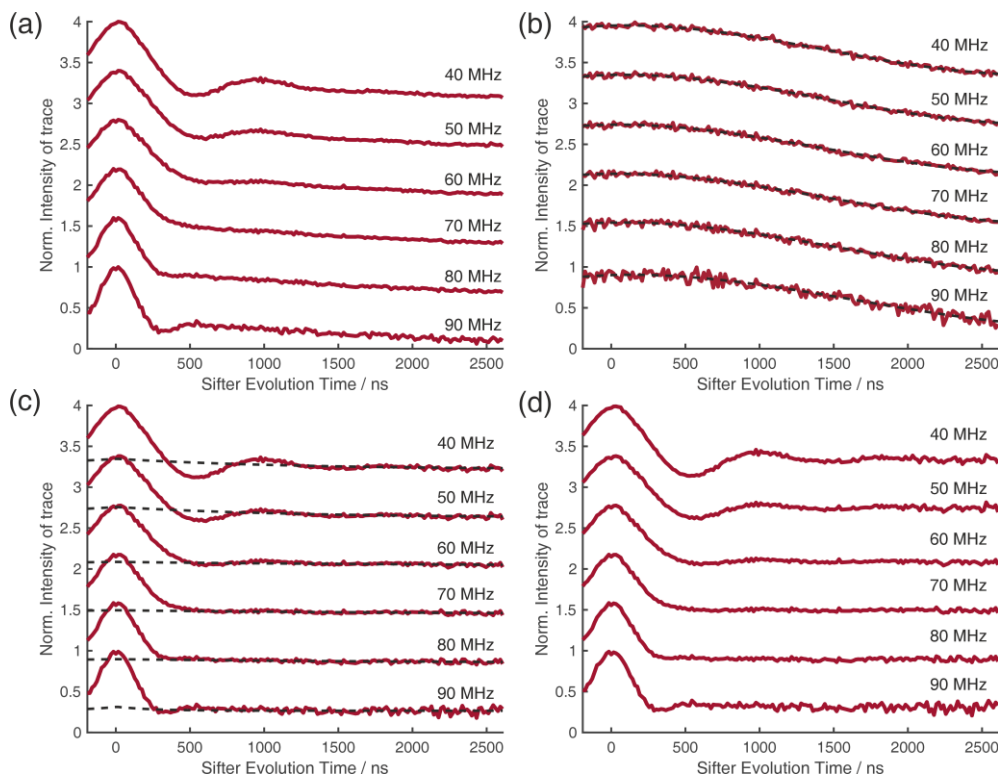 (a)
Norm. Intensity of trace
4
3.5
3
2.5
2
1.5
1
0.5
0
40 MHz
50 MHz
60 MHz
70 MHz
80 MHz
90 MHz
0 500 1000 1500 2000 2500
Sifter Evolution Time / ns
(b)
Norm. Intensity of trace
4
3.5
3
2.5
2
1.5
1
0.5
0
40 MHz
50 MHz
60 MHz
70 MHz
80 MHz
90 MHz
0 500 1000 1500 2000 2500
Sifter Evolution Time / ns
(c)
Norm. Intensity of trace
4
3.5
3
2.5
2
1.5
1
0.5
0
40 MHz
50 MHz
60 MHz
70 MHz
80 MHz
90 MHz
0 500 1000 1500 2000 2500
Sifter Evolution Time / ns
(d)
Norm. Intensity of trace
4
3.5
3
2.5
2
1.5
1
0.5
0
40 MHz
50 MHz
60 MHz
70 MHz
80 MHz
90 MHz
0 500 1000 1500 2000 2500
Sifter Evolution Time / ns